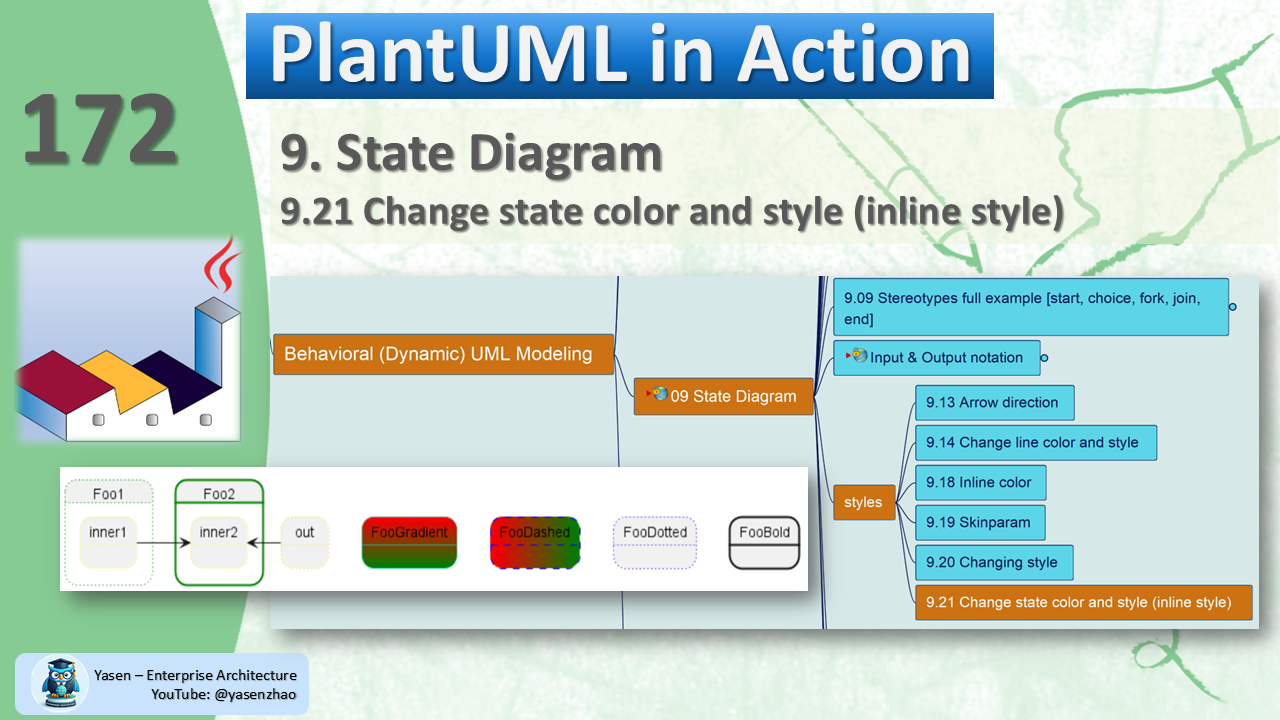 PlantUML in Action
172
9. State Diagram
9.21 Change state color and style (inline style)
9.09 Stereotypes full example [start, choice, fork, join,
end]
Behavioral (Dynamic) UML Modeling
Input & Output notation
09 State Diagram
9.13 Arrow direction
9.14 Change line color and style
9.18 Inline color
styles
9.19 Skinparam
9.20 Changing style
9.21 Change state color and style (inline style)
Foo1
Foo2
inner1
inner2
out
FooGradient
FooDashed
FooDotted
FooBold
Yasen – Enterprise Architecture
YouTube: @yasenzhao